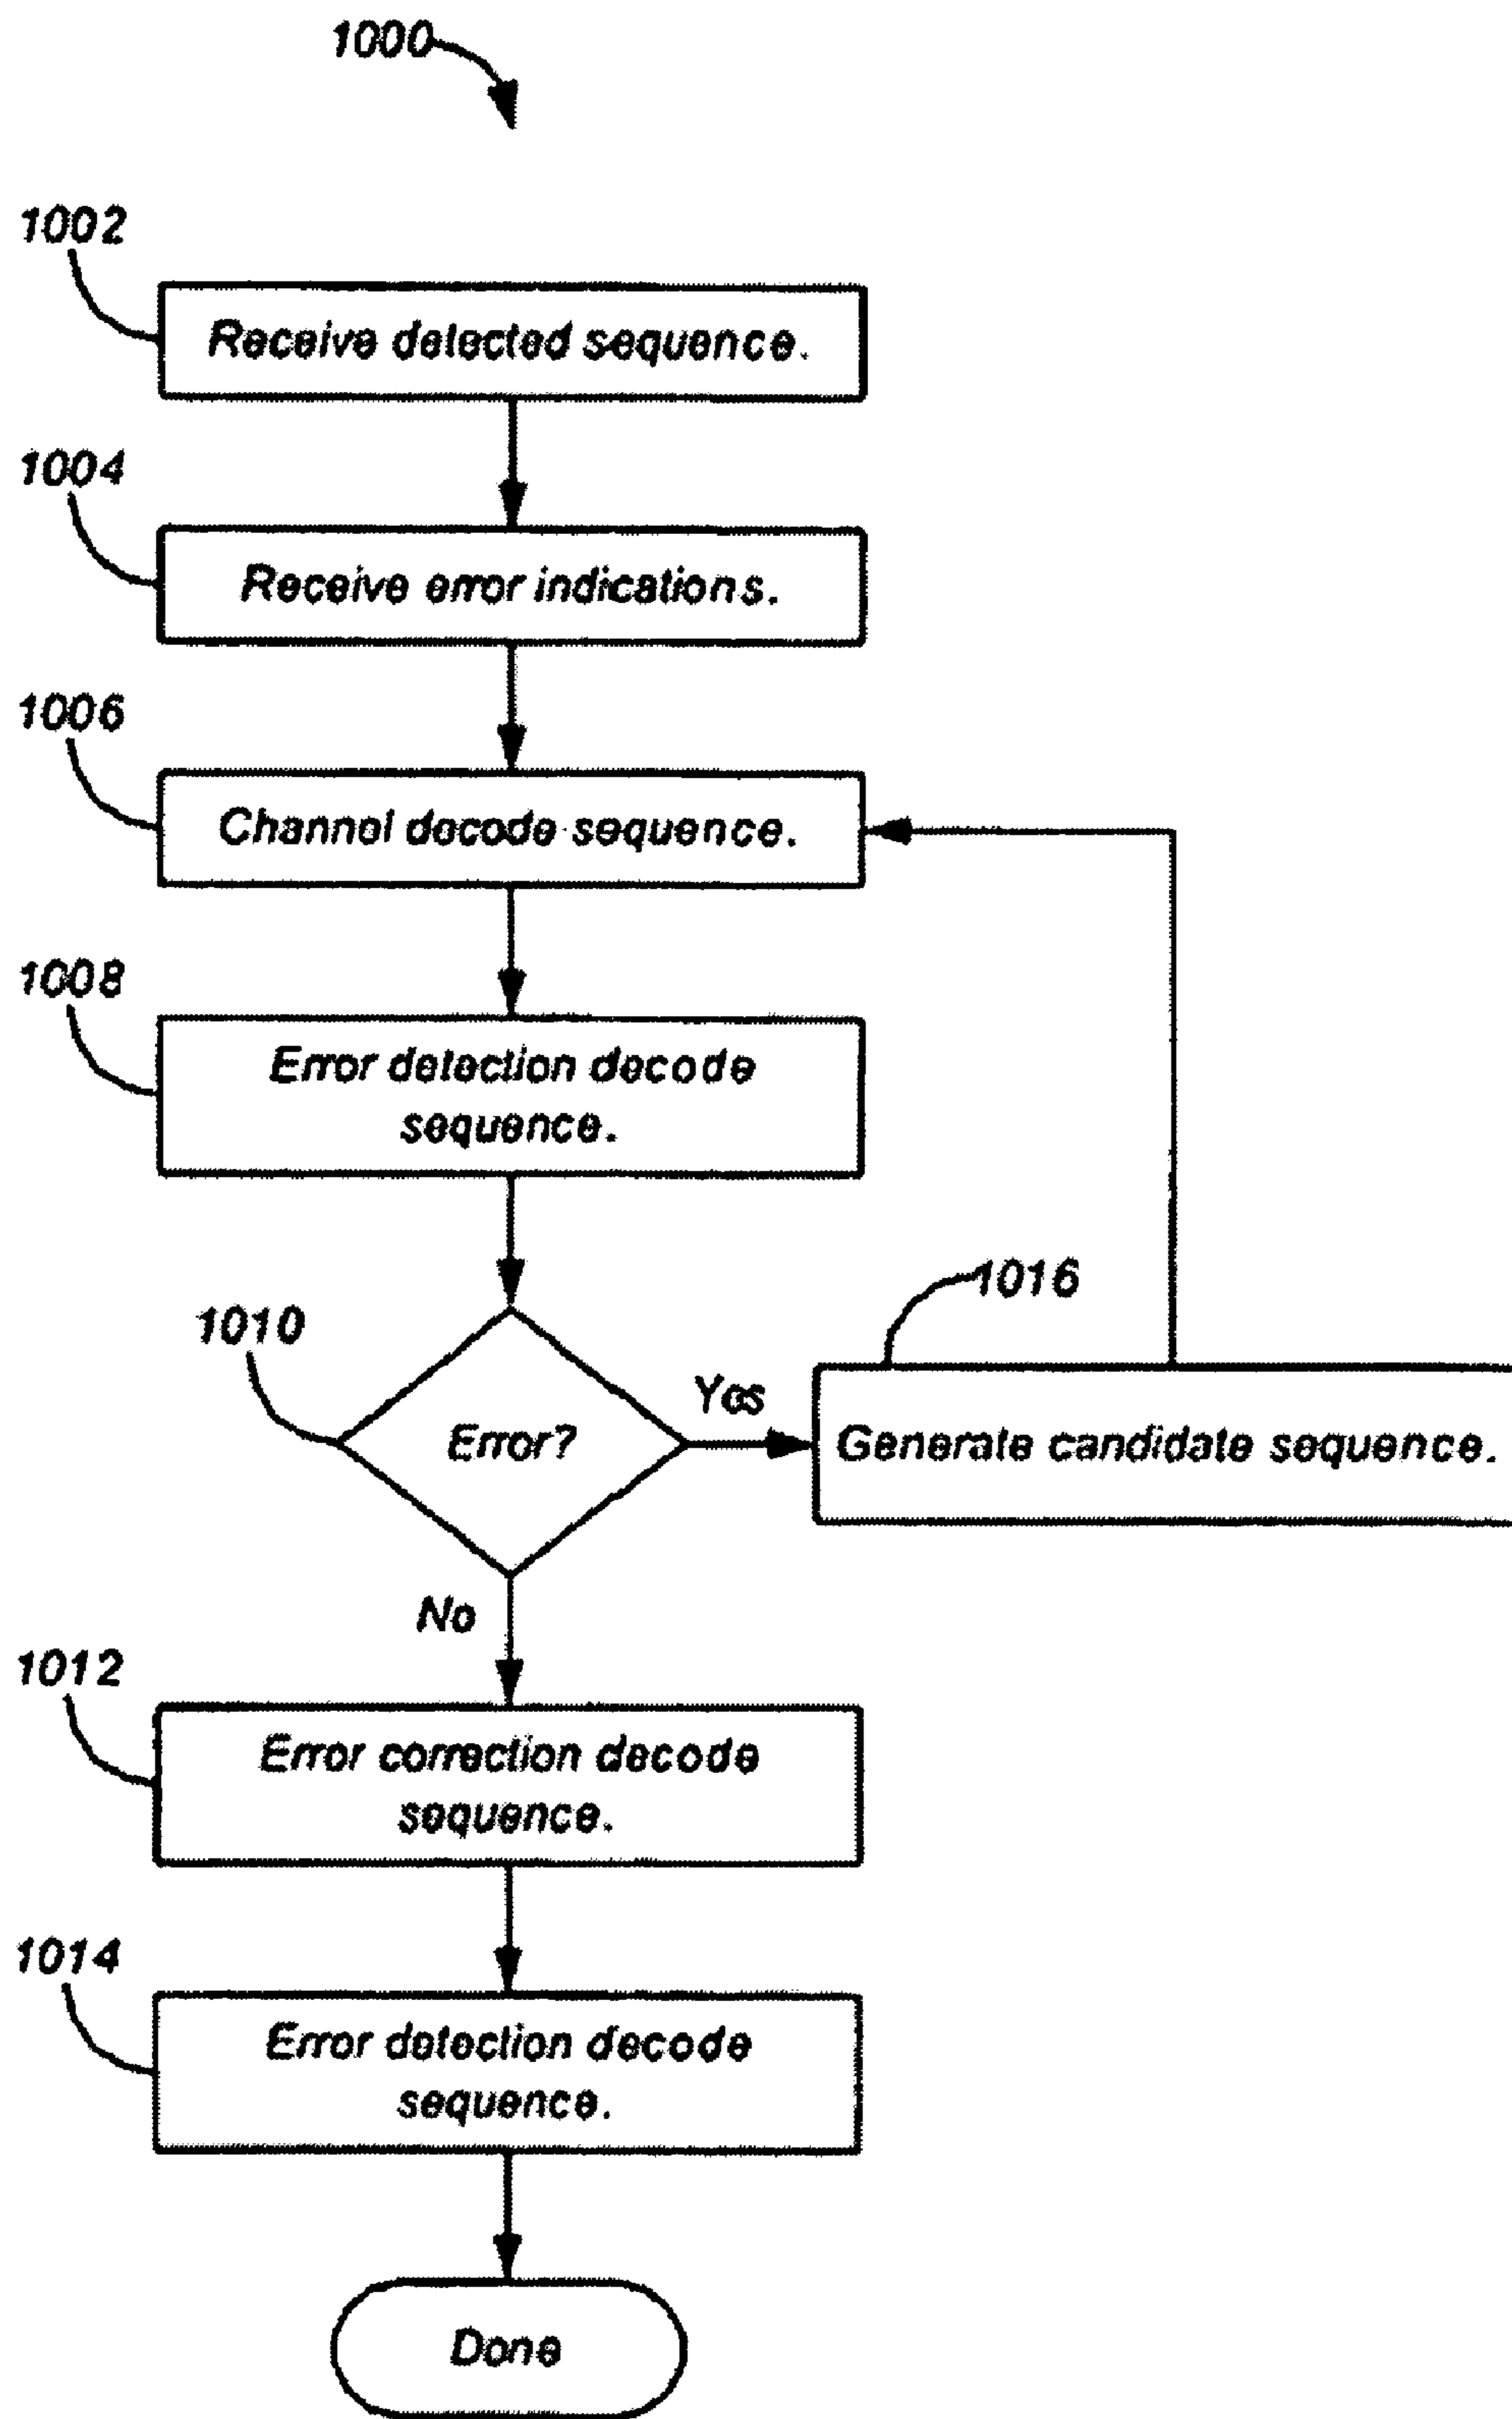 1000
1002
Receive detected sequence.
1004
Receive error indications.
1006
Channel decode sequence.
1008
Error detection decode
sequence.
1010
Error?
Yes
1016
Generate candidate sequence.
No
1012
Error correction decode
sequence.
1014
Error detection decode
sequence.
Done